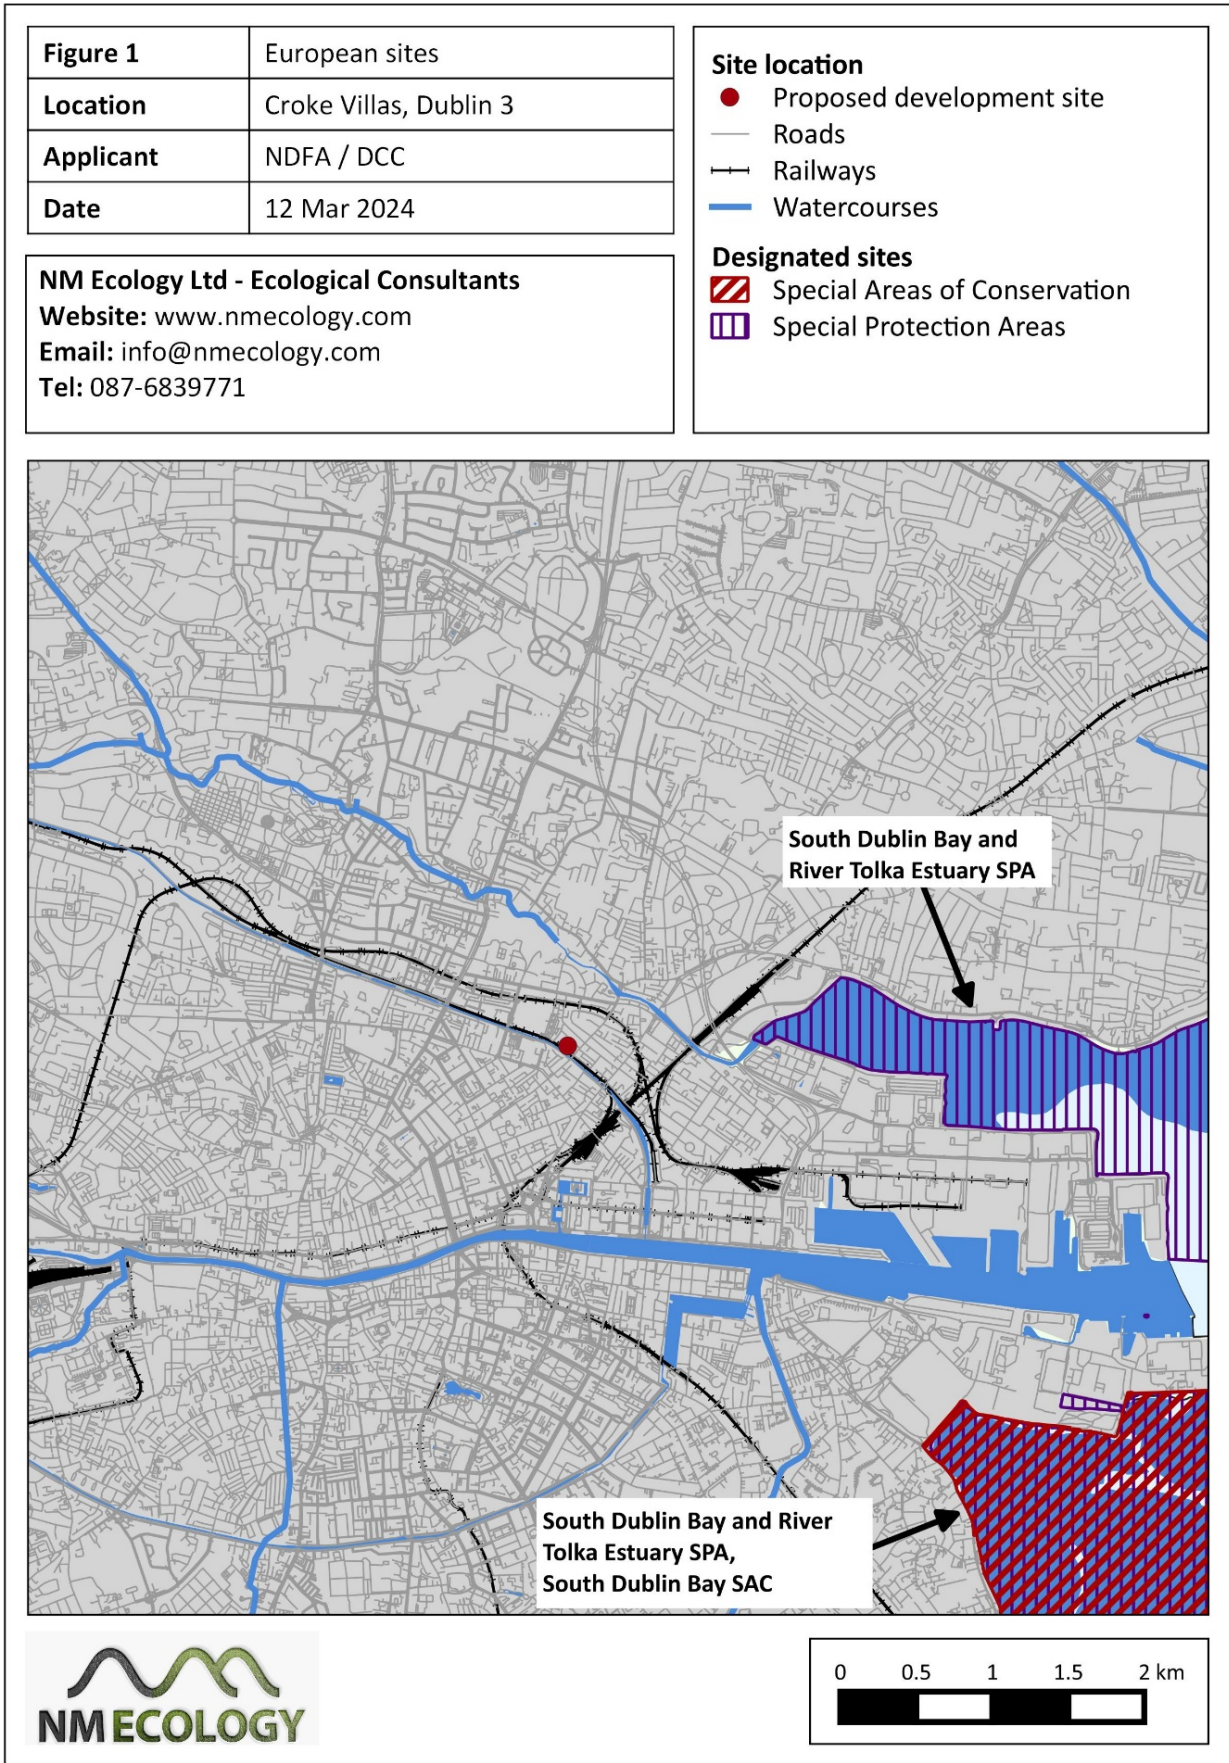 Figure 1 European sites
Location Croke Villas, Dublin 3
Applicant NDFA / DCC
Date 12 Mar 2024
NM Ecology Ltd - Ecological Consultants
Website: www.nmecology.com
Email: info@nmecology.com
Tel: 087-6839771
Site location
Proposed development site
Roads
Railways
Watercourses
Designated sites
Special Areas of Conservation
Special Protection Areas
South Dublin Bay and
River Tolka Estuary SPA
South Dublin Bay and River
Tolka Estuary SPA,
South Dublin Bay SAC
NM ECOLOGY
0 0.5 1 1.5 2 km